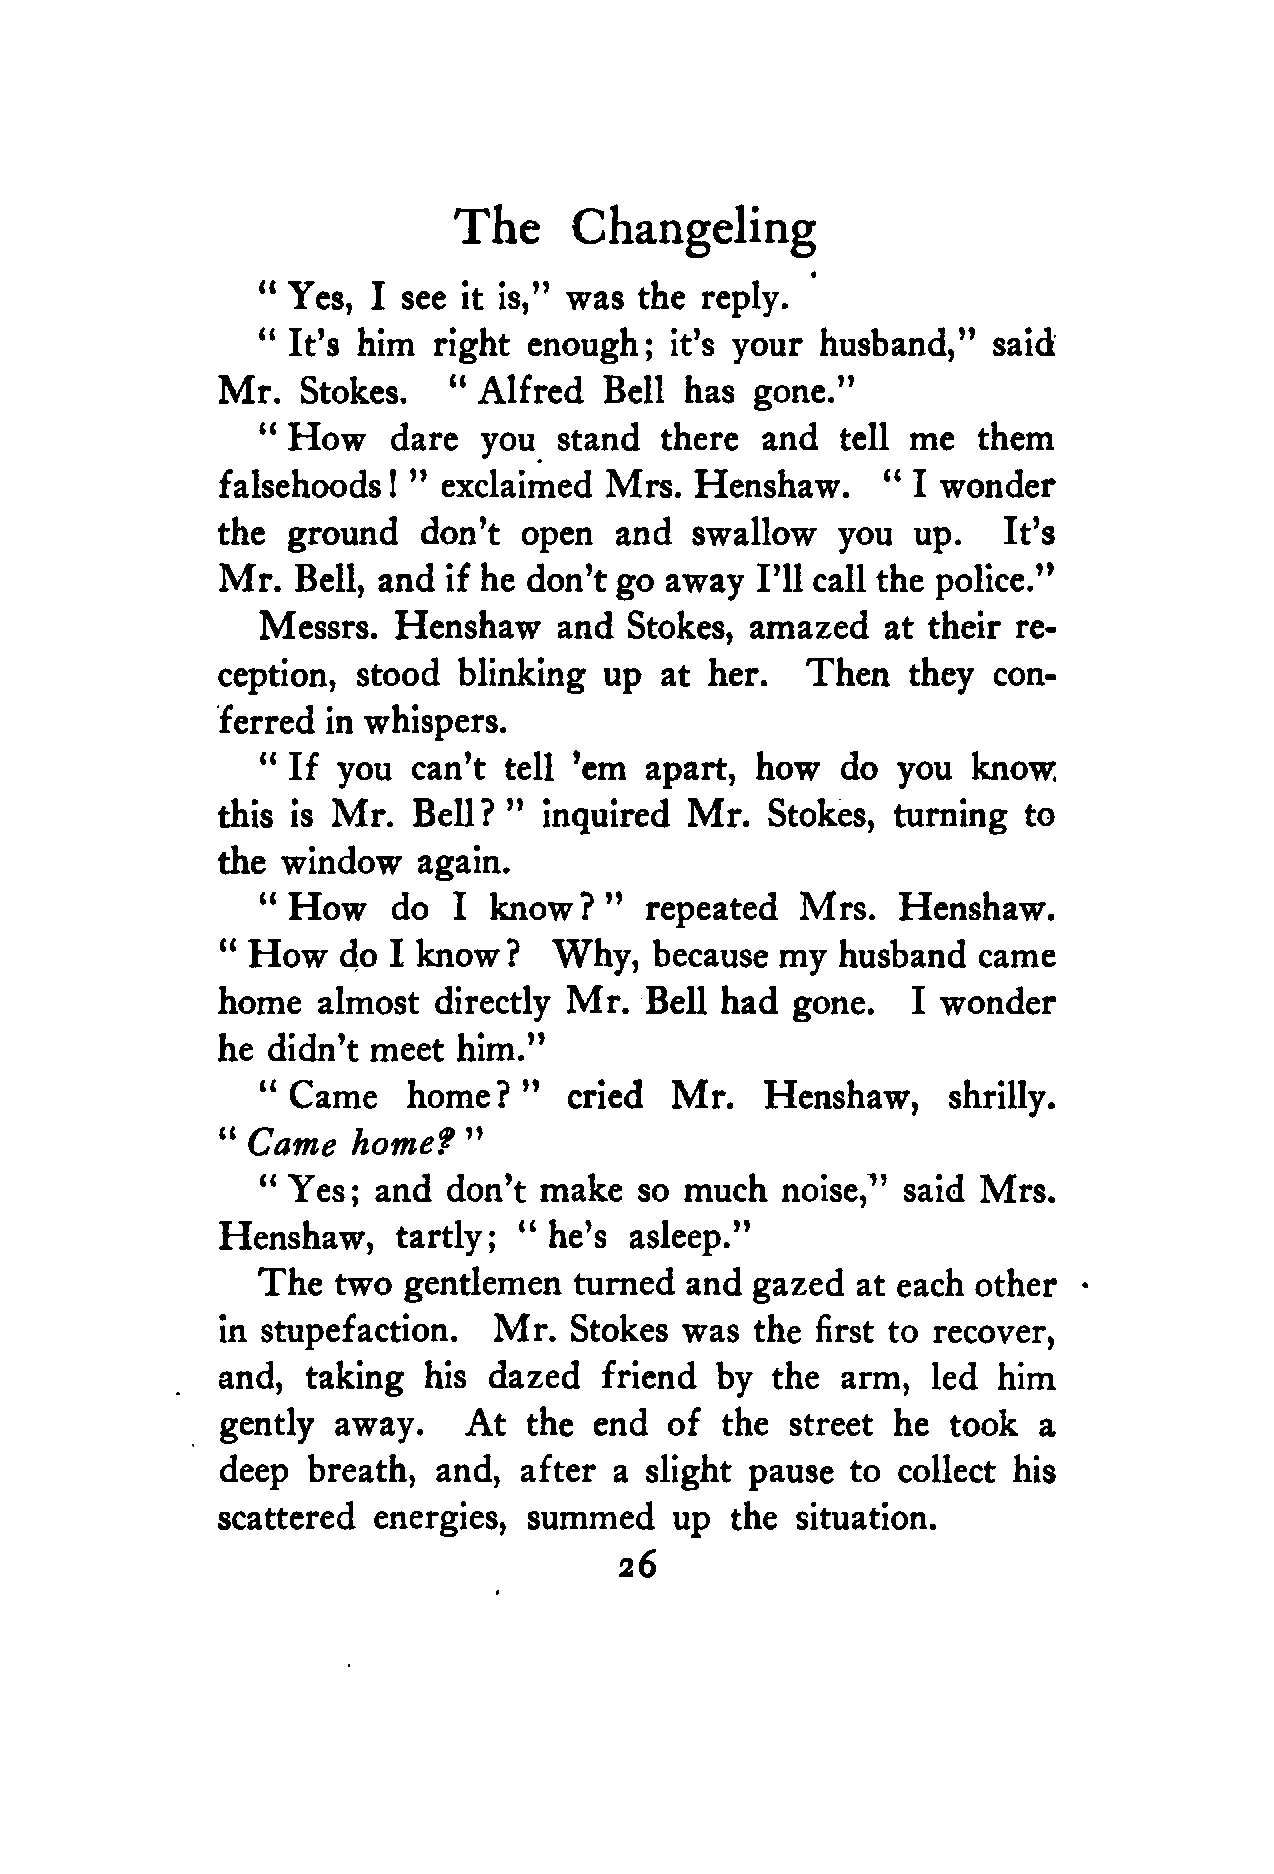 The Changeling
" Yes, I see it is," was the reply.
" It's him right enough; it's your husband," said
Mr. Stokes. " Alfred Bell has gone."
" How dare you stand there and tell me them
falsehoods! " exclaimed Mrs. Henshaw. " I wonder
the ground don't open and swallow you up. It's
Mr. Bell, and if he don't go away I'll call the police."
Messrs. Henshaw and Stokes, amazed at their re-
ception, stood blinking up at her. Then they con-
ferred in whispers.
" If you can't tell 'em apart, how do you know
this is Mr. Bell? " inquired Mr. Stokes, turning to
the window again.
" How do I know? " repeated Mrs. Henshaw.
" How do I know? Why, because my husband came
home almost directly Mr. Bell had gone. I wonder
he didn't meet him."
" Came home? " cried Mr. Henshaw, shrilly.
" Came home? "
" Yes; and don't make so much noise," said Mrs.
Henshaw, tartly; " he's asleep."
The two gentlemen turned and gazed at each other
in stupefaction. Mr. Stokes was the first to recover,
and, taking his dazed friend by the arm, led him
gently away. At the end of the street he took a
deep breath, and, after a slight pause to collect his
scattered energies, summed up the situation.
26